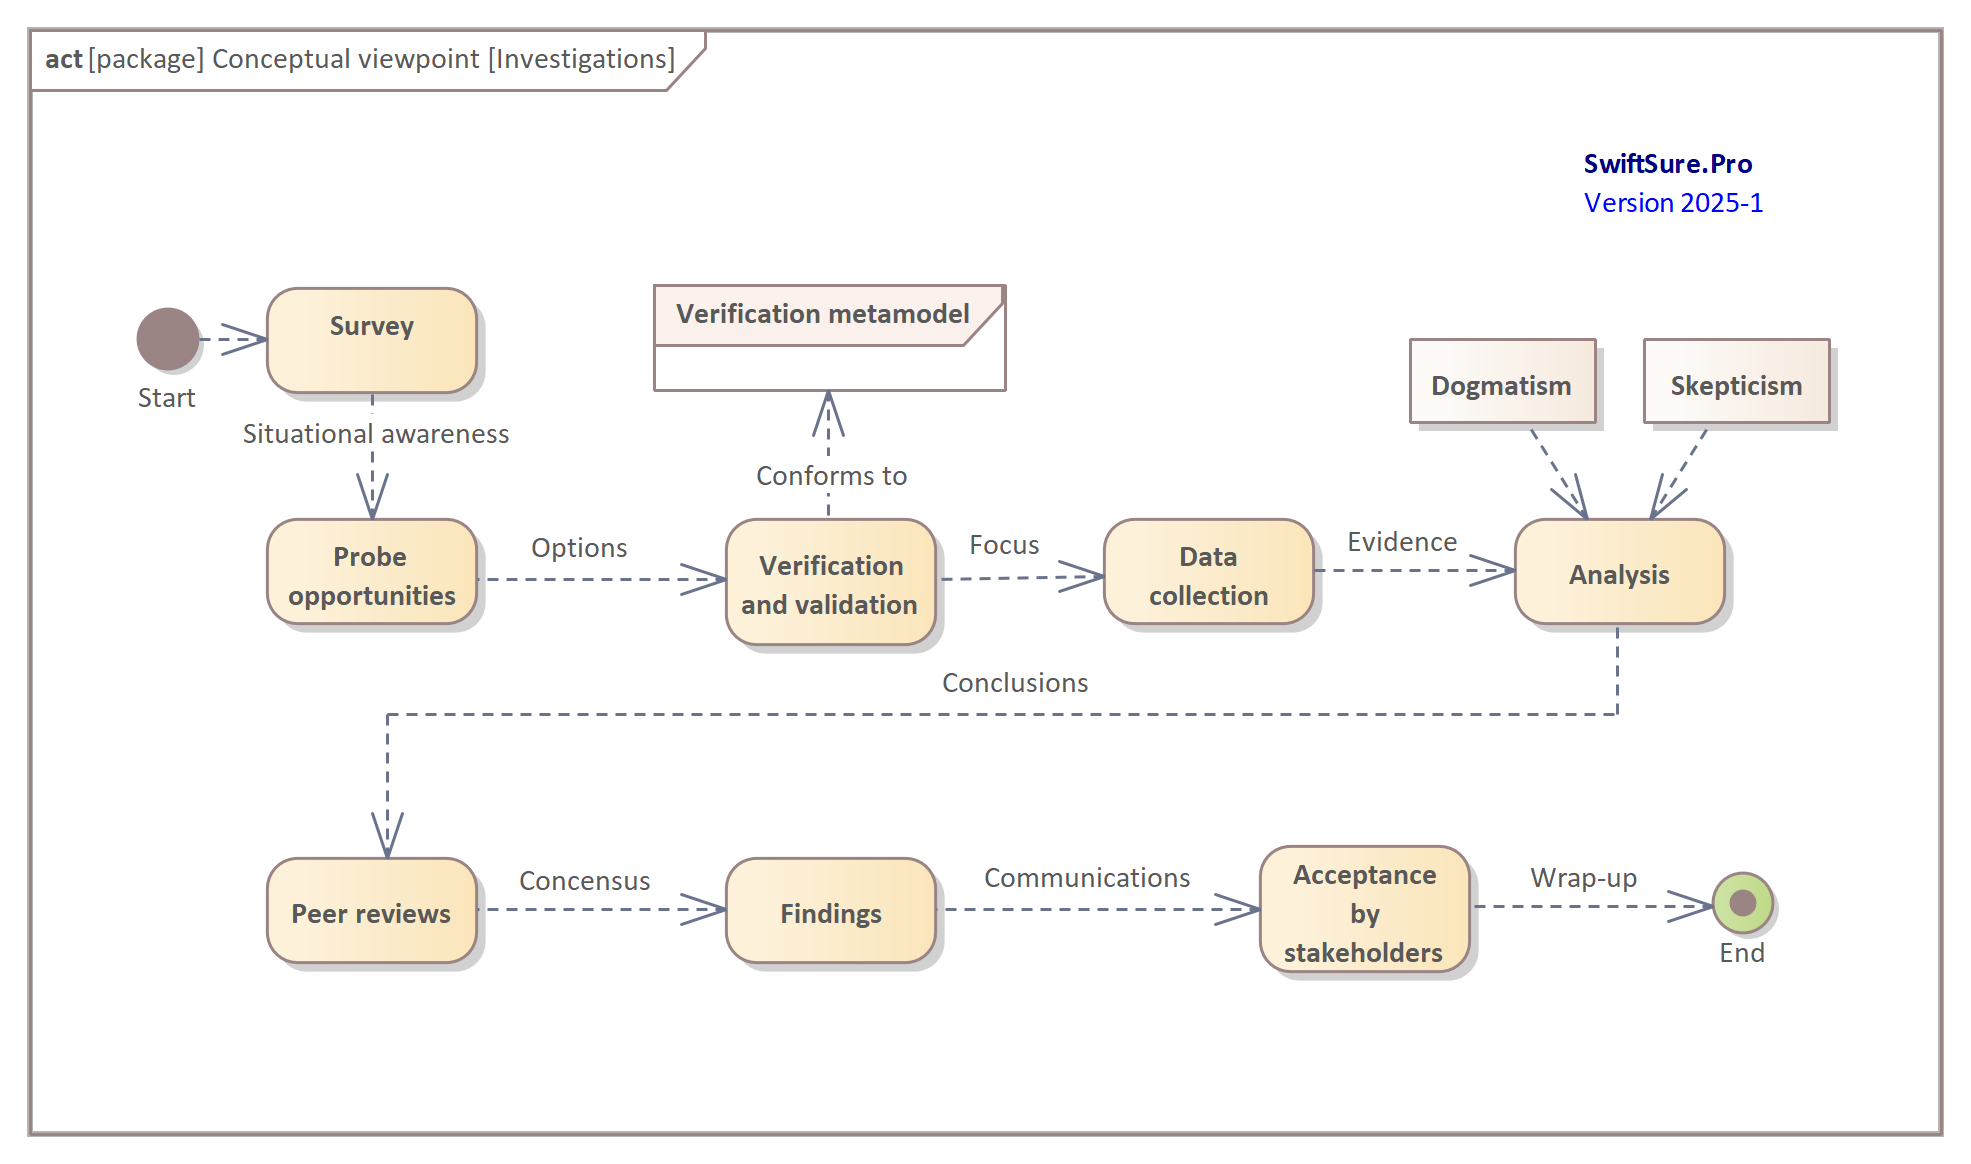 act [package] Conceptual viewpoint [Investigations]
SwiftSure.Pro
Version 2025-1
Start
Survey
Verification metamodel
Dogmatism
Skepticism
Situational awareness
Conforms to
Probe
opportunities
Options
Verification
and validation
Focus
Data
collection
Evidence
Analysis
Conclusions
Peer reviews
Concensus
Findings
Communications
Acceptance
by
stakeholders
Wrap-up
End